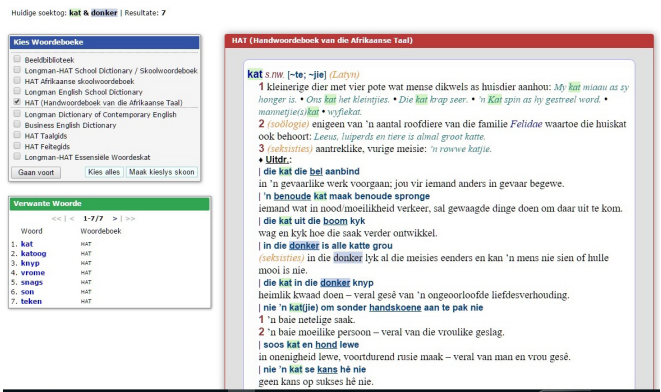 Huidige soektog: kat & donker | Resultate: 7
Kies Woordeboeke
Beeldbiblioteek
Longman-HAT School Dictionary / Skoolwoordeboek
HAT Afrikaanse skoolwoordeboek
Longman English School Dictionary
HAT (Handwoordeboek van die Afrikaanse Taal)
Longman Dictionary of Contemporary English
Business English Dictionary
HAT Taalgids
HAT Feitegids
Longman-HAT Essensiële Woordeskat
Gaan voort Kies alles Maak kieslys skoon
Verwante Woorde
<< | < 1-7/7 > | >>
Woord Woordeboek
1. kat HAT
2. katoog HAT
3. knyp HAT
4. vrome HAT
5. snags HAT
6. son HAT
7. teken HAT
HAT (Handwoordeboek van die Afrikaanse Taal)
kat s.nw. [~te; ~jie] (Latyn)
1 kleinerige dier met vier pote wat mense dikwels as huisdier aanhou: My kat miaau as sy
honger is. • Ons kat het kleintjies. • Die kat krap seer. • 'n Kat spin as hy gestreel word. •
mannetjie(s)kat • wyfiekat.
2 (soölogie) enigeen van 'n aantal roofdiere van die familie Felidae waartoe die huiskat
ook behoort: Leeus, luiperds en tiere is almal groot katte.
3 (seksisties) aantreklike, vurige meisie: 'n rowwe katjie.
♦ Uitdr.:
| die kat die bel aanbind
in 'n gevaarlike werk voorgaan; jou vir iemand anders in gevaar begewe.
| 'n benoude kat maak benoude spronge
iemand wat in nood/moeilikheid verkeer, sal gewaagde dinge doen om daar uit te kom.
| die kat uit die boom kyk
wag en kyk hoe die saak verder ontwikkel.
| in die donker is alle katte grou
(seksisties) in die donker lyk al die meisies eenders en kan 'n mens nie sien of hulle
mooi is nie.
| die kat in die donker knyp
heimlik kwaad doen – veral gesê van 'n ongeoorloofde liefdesverhouding.
| nie 'n kat(jie) om sonder handskoene aan te pak nie
1 'n baie netelige saak.
2 'n baie moeilike persoon – veral van die vroulike geslag.
| soos kat en hond lewe
in onenigheid lewe, voortdurend rusie maak – veral van man en vrou gesê.
| nie 'n kat se kans hê nie
geen kans op sukses hê nie.